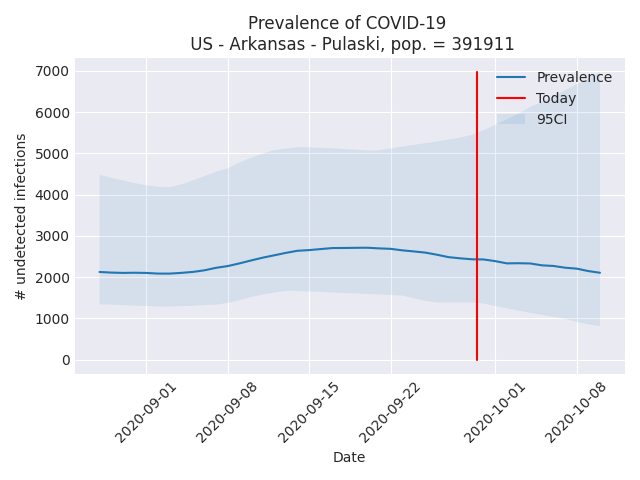 Prevalence of COVID-19
US - Arkansas - Pulaski, pop. = 391911
# undetected infections
7000
6000
5000
4000
3000
2000
1000
0
Prevalence
Today
95CI
2020-09-01
2020-09-08
2020-09-15
2020-09-22
2020-10-01
2020-10-08
Date